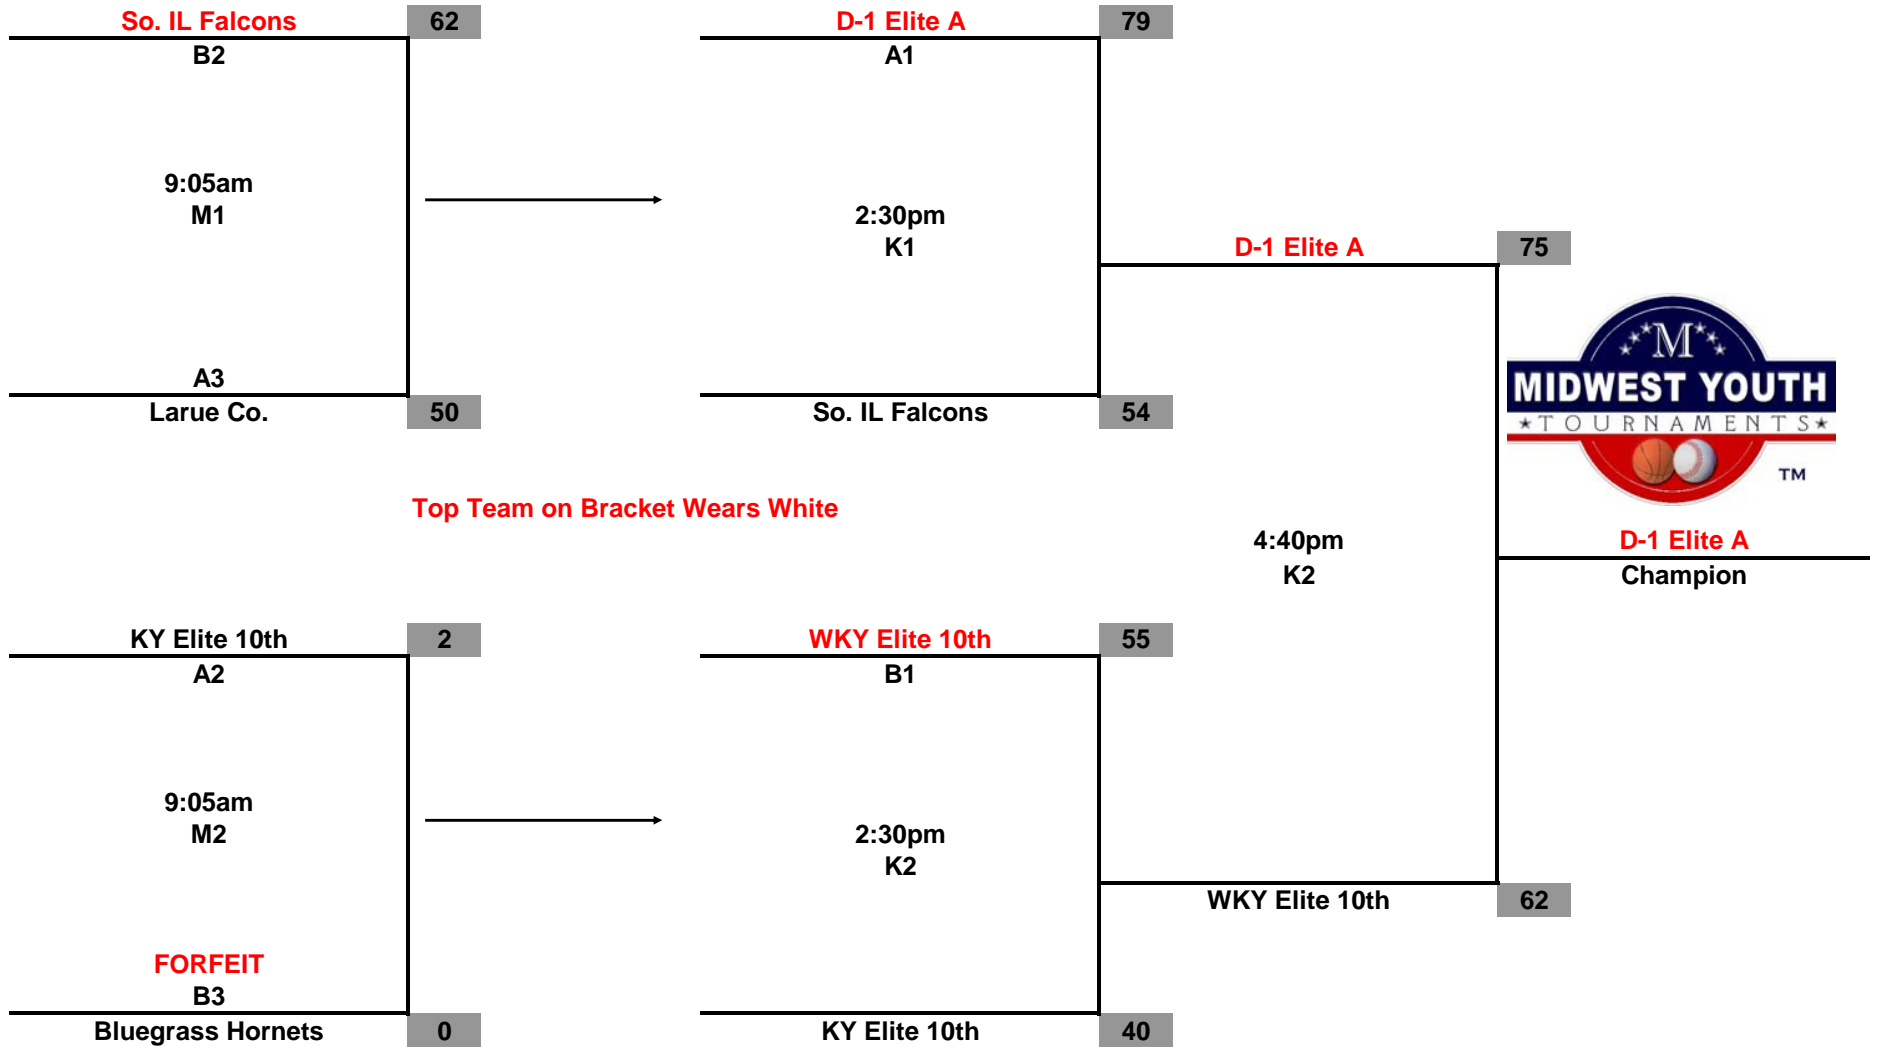 So. IL Falcons 62
B2
9:05am
M1
A3
Larue Co. 50
D-1 Elite A 79
A1
2:30pm
K1
So. IL Falcons 54
D-1 Elite A 75
M
MIDWEST YOUTH
TOURNAMENTS
TM
Top Team on Bracket Wears White
4:40pm
K2
D-1 Elite A
Champion
KY Elite 10th 2
A2
9:05am
M2
FORFEIT
B3
Bluegrass Hornets 0
WKY Elite 10th 55
B1
2:30pm
K2
KY Elite 10th 40
WKY Elite 10th 62